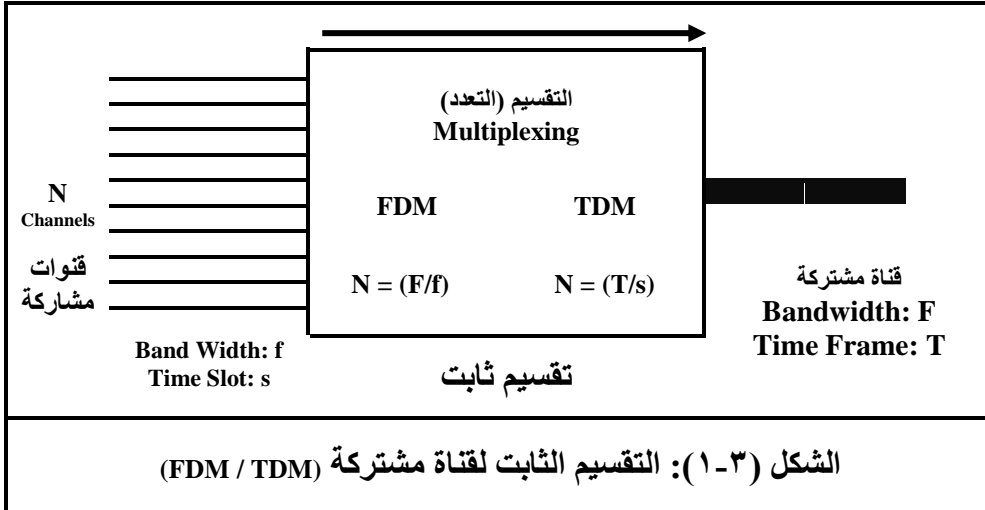 التقسيم (التعدد)
Multiplexing
FDM
TDM
N = (F/f)
N = (T/s)
N
Channels
قنوات
مشاركة
Band Width: f
Time Slot: s
قناة مشتركة
Bandwidth: F
Time Frame: T
تقسيم ثابت
الشكل (٣-١): التقسيم الثابت لقناة مشتركة (FDM / TDM)